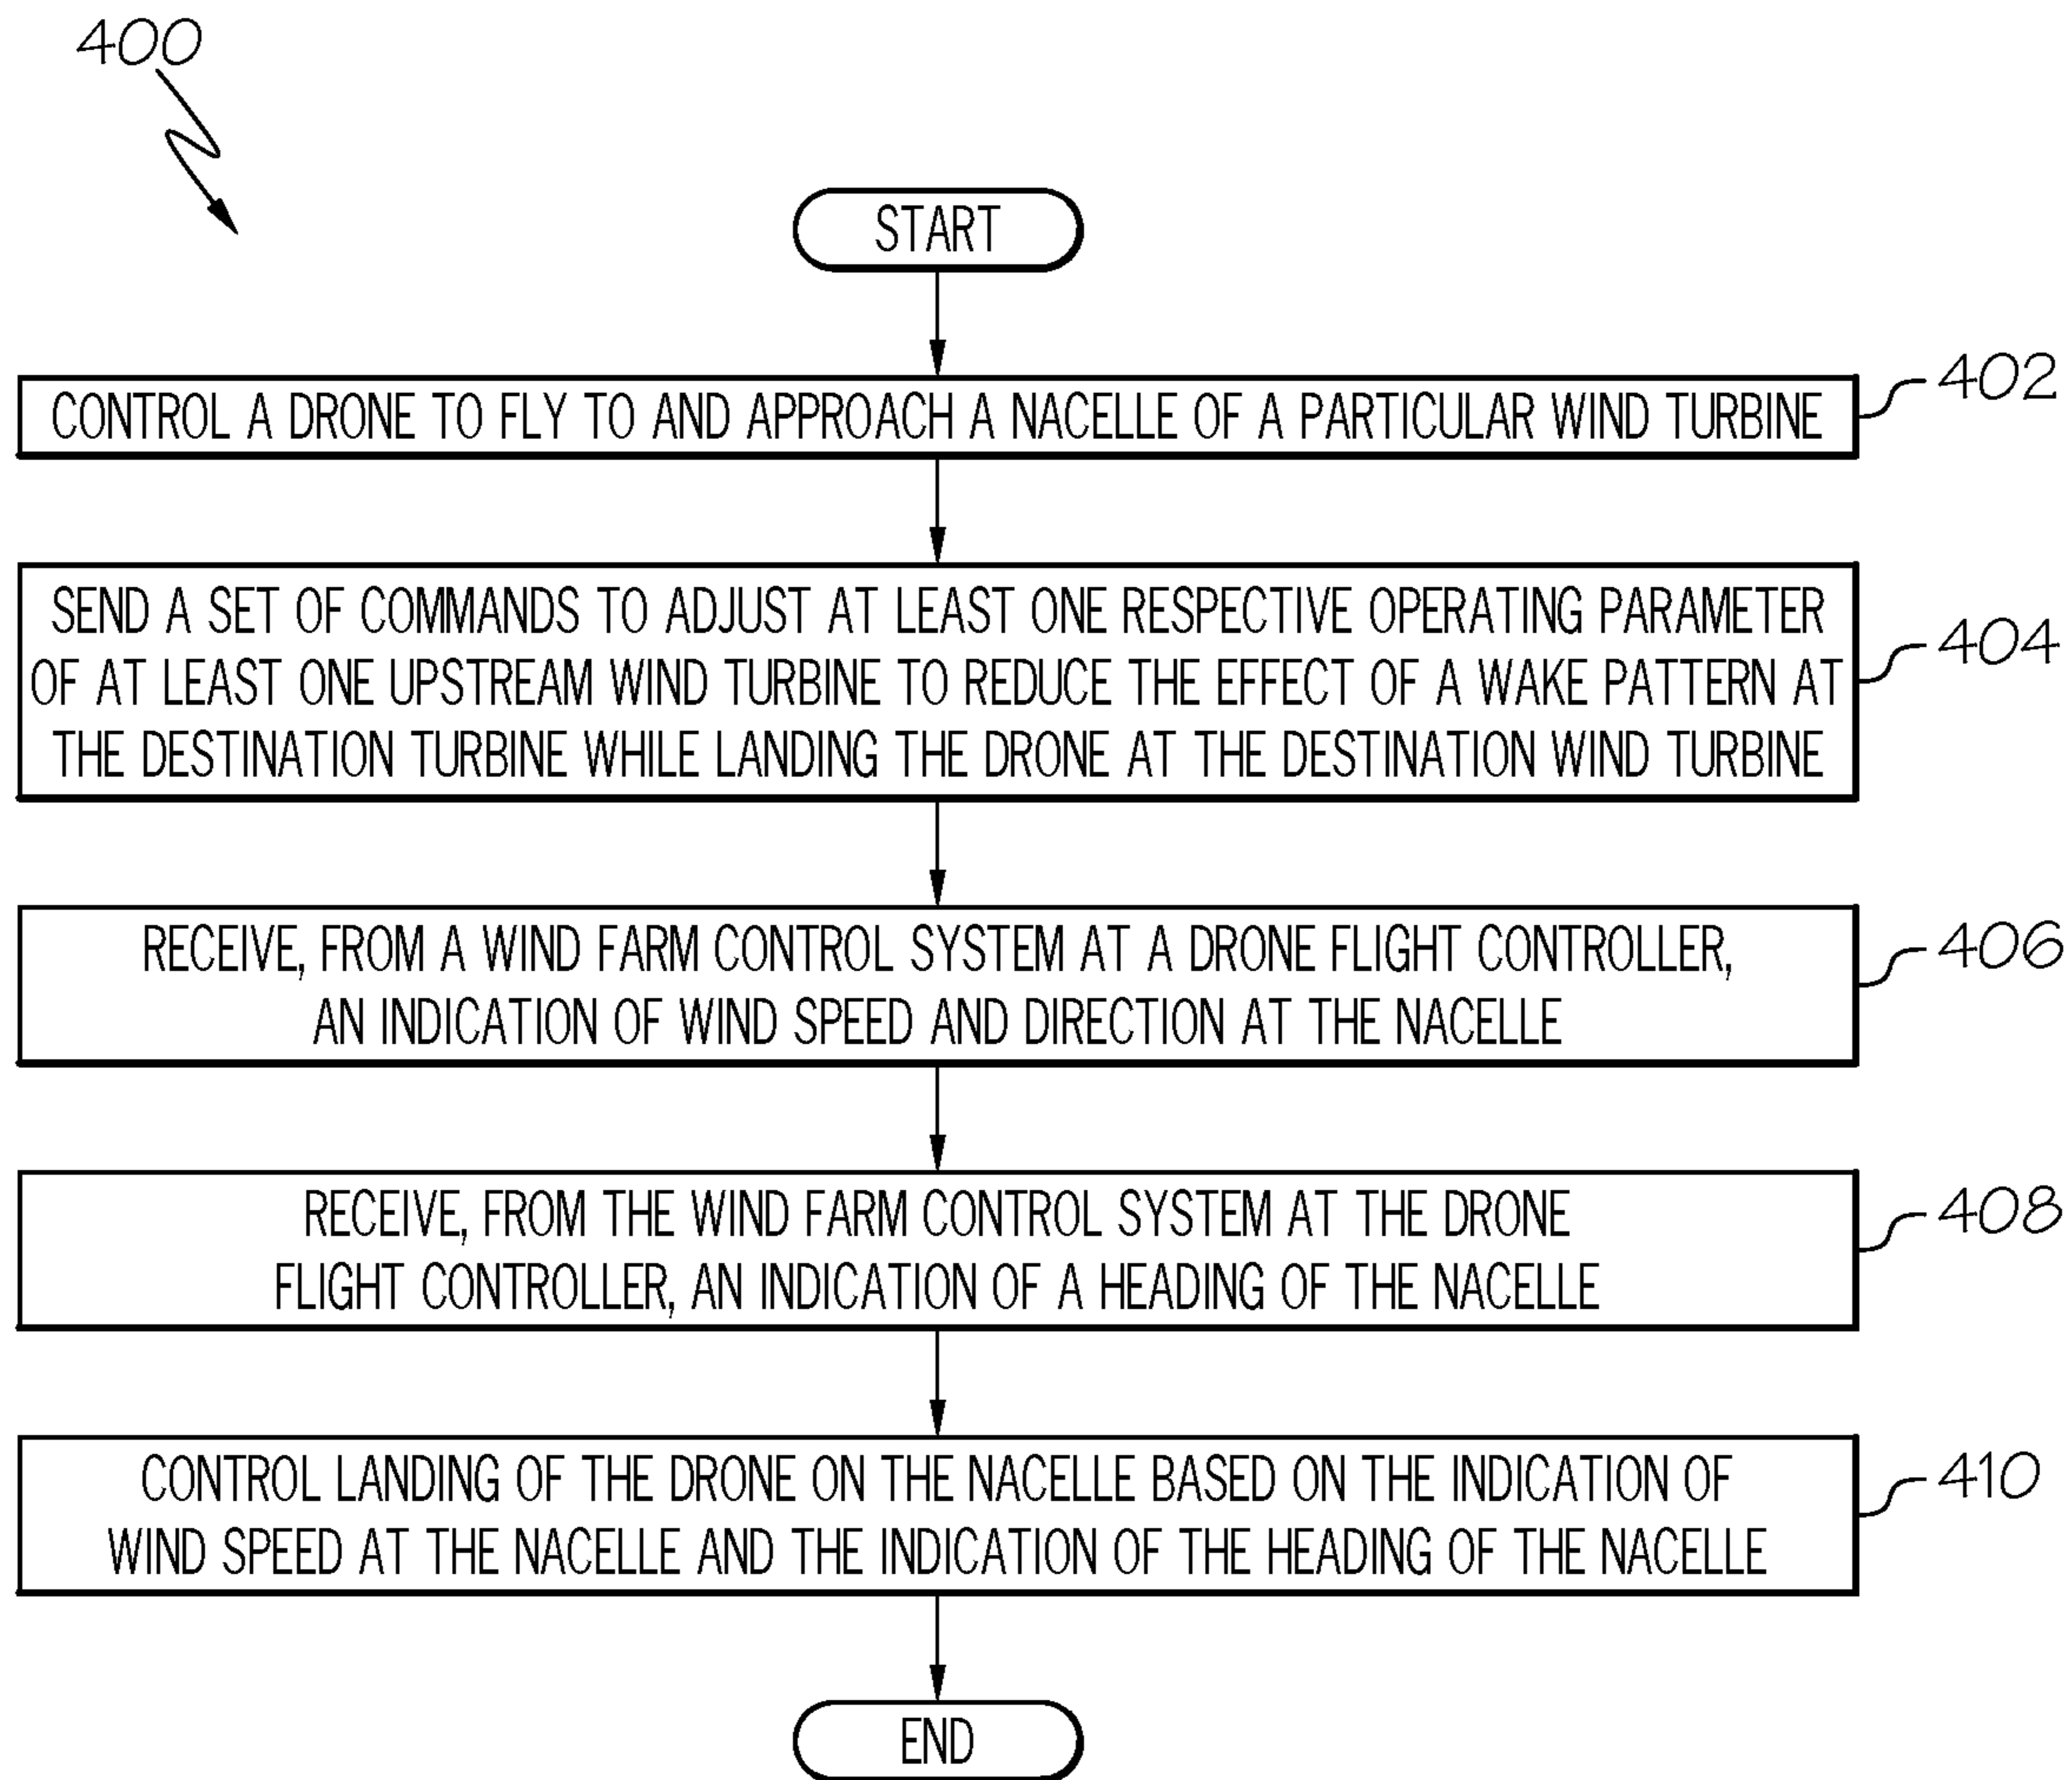 400
START
CONTROL A DRONE TO FLY TO AND APPROACH A NACELLE OF A PARTICULAR WIND TURBINE
402
SEND A SET OF COMMANDS TO ADJUST AT LEAST ONE RESPECTIVE OPERATING PARAMETER
OF AT LEAST ONE UPSTREAM WIND TURBINE TO REDUCE THE EFFECT OF A WAKE PATTERN AT
THE DESTINATION TURBINE WHILE LANDING THE DRONE AT THE DESTINATION WIND TURBINE
404
RECEIVE, FROM A WIND FARM CONTROL SYSTEM AT A DRONE FLIGHT CONTROLLER,
AN INDICATION OF WIND SPEED AND DIRECTION AT THE NACELLE
406
RECEIVE, FROM THE WIND FARM CONTROL SYSTEM AT THE DRONE
FLIGHT CONTROLLER, AN INDICATION OF A HEADING OF THE NACELLE
408
CONTROL LANDING OF THE DRONE ON THE NACELLE BASED ON THE INDICATION OF
WIND SPEED AT THE NACELLE AND THE INDICATION OF THE HEADING OF THE NACELLE
410
END